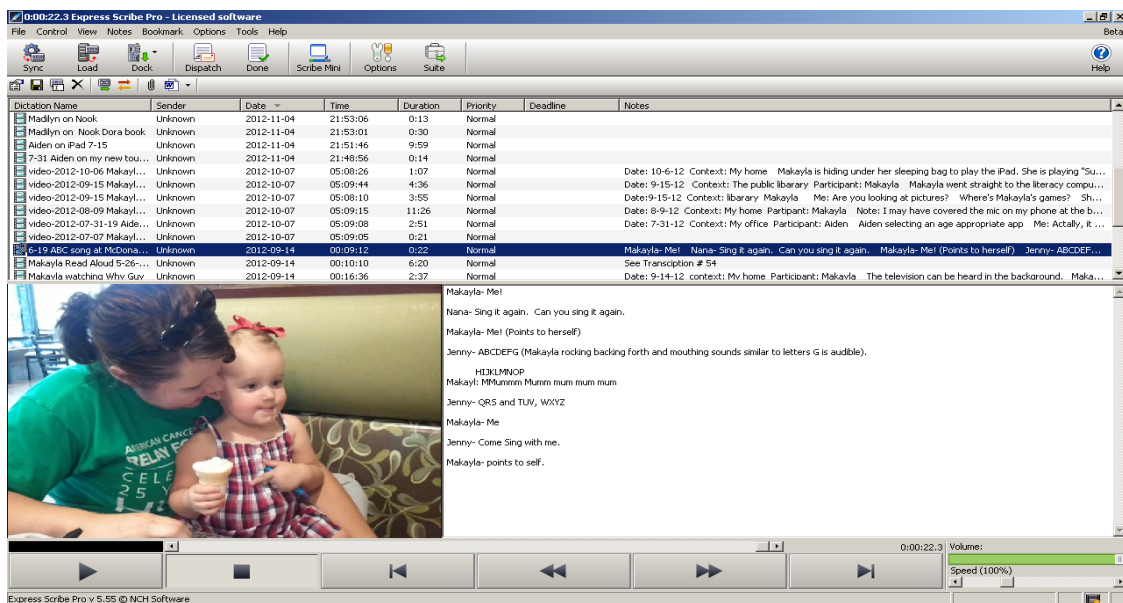 0:00:22.3 Express Scribe Pro - Licensed software
File Control View Notes Bookmark Options Tools Help Beta
Sync Load Dock Dispatch Done Scribe Mini Options Suite Help
Dictation Name Sender Date Time Duration Priority Deadline Notes
Madilyn on Nook Unknown 2012-11-04 21:53:06 0:13 Normal
Madilyn on Nook Dora book Unknown 2012-11-04 21:53:01 0:30 Normal
Aiden on iPad 7-15 Unknown 2012-11-04 21:51:46 9:59 Normal
7-31 Aiden on my new tou... Unknown 2012-11-04 21:48:56 0:14 Normal
video-2012-10-06 Makayl... Unknown 2012-10-07 05:08:26 1:07 Normal Date: 10-6-12 Context: My home Makayla is hiding under her sleeping bag to play the iPad. She is playing "Su...
video-2012-09-15 Makayl... Unknown 2012-10-07 05:09:44 4:36 Normal Date: 9-15-12 Context: The public libarary Participant: Makayla Makayla went straight to the literacy compu...
video-2012-09-15 Makayl... Unknown 2012-10-07 05:08:10 3:55 Normal Date:9-15-12 Context: libarary Makayla Me: Are you looking at pictures? Where's Makayla's games? Sh...
video-2012-08-09 Makayl... Unknown 2012-10-07 05:09:15 11:26 Normal Date: 8-9-12 Context: My home Partipant: Makayla Note: I may have covered the mic on my phone at the b...
video-2012-07-31-19 Aide... Unknown 2012-10-07 05:09:08 2:51 Normal Date: 7-31-12 Context: My office Participant: Aiden Aiden selecting an age appropriate app Me: Actally, it ...
video-2012-07-07 Makayl... Unknown 2012-10-07 05:09:05 0:21 Normal
6-19 ABC song at McDona... Unknown 2012-09-14 00:09:12 0:22 Normal Makayla- Me! Nana- Sing it again. Can you sing it again. Makayla- Me! (Points to herself) Jenny- ABCDEF...
Makayla Read Aloud 5-26-... Unknown 2012-09-14 00:10:10 6:20 Normal See Transciption # 54
Makayla watching Why Guy Unknown 2012-09-14 00:16:36 2:37 Normal Date: 9-14-12 context: My home Participant: Makayla The television can be heard in the background. Maka...
Makayla- Me!
Nana- Sing it again. Can you sing it again.
Makayla- Me! (Points to herself)
Jenny- ABCDEFG (Makayla rocking backing forth and mouthing sounds similar to letters G is audible).
HIJKLMNOP
Makayl: MMummm Mumm mum mum mum
Jenny- QRS and TUV, WXYZ
Makayla- Me
Jenny- Come Sing with me.
Makayla- points to self.
AMERICAN CANCE
RELAY FO
CELE
25 Y
0:00:22.3 Volume:
Speed (100%)
Express Scribe Pro v 5.55 © NCH Software